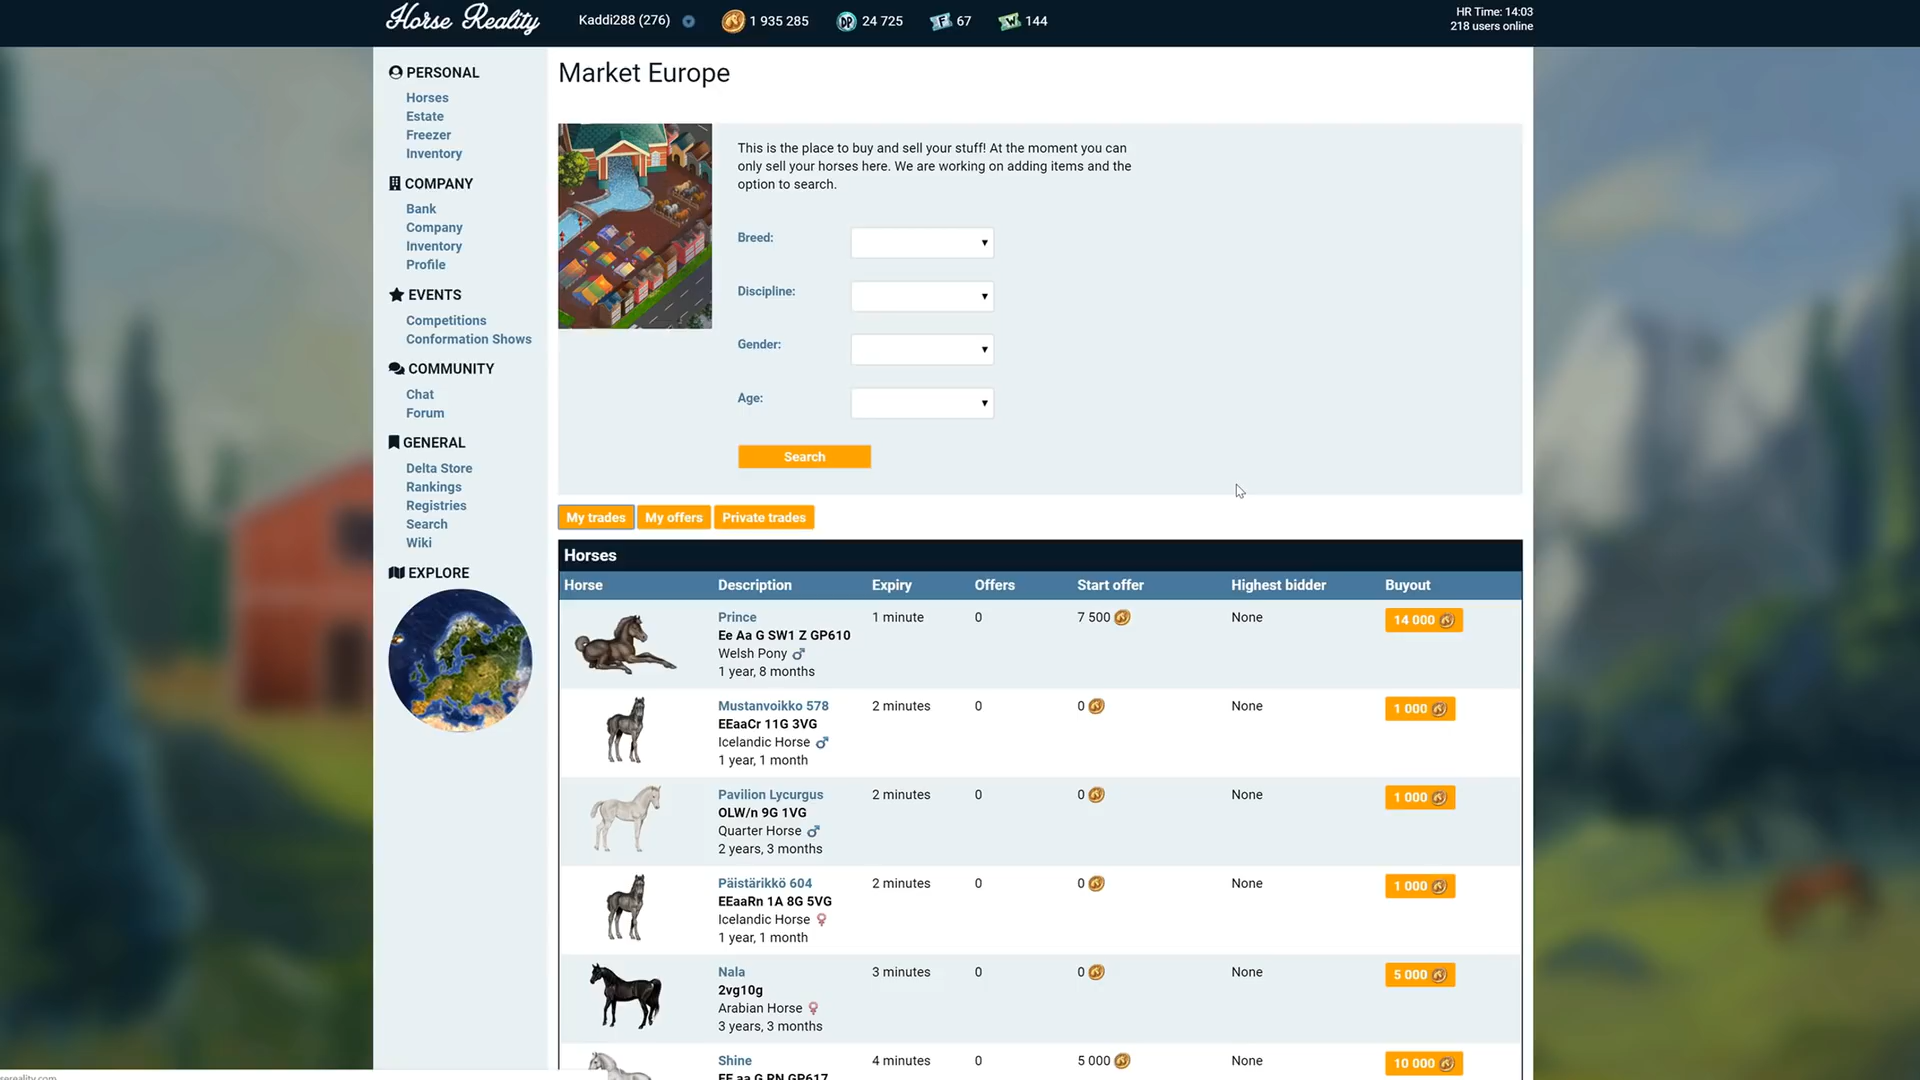 Horse Reality
Kaddi288 (276)
1 935 285
24 725
67
144
HR Time: 14:03
218 users online
PERSONAL
Horses
Estate
Freezer
Inventory
COMPANY
Bank
Company
Inventory
Profile
EVENTS
Competitions
Conformation Shows
COMMUNITY
Chat
Forum
GENERAL
Delta Store
Rankings
Registries
Search
Wiki
EXPLORE
Market Europe
This is the place to buy and sell your stuff! At the moment you can
only sell your horses here. We are working on adding items and the
option to search.
Breed:
Discipline:
Gender:
Age:
Search
My trades My offers Private trades
Horses
Horse Description Expiry Offers Start offer Highest bidder Buyout
Prince 1 minute 0 7 500 None 14 000
Ee Aa G SW1 Z GP610
Welsh Pony ♂
1 year, 8 months
Mustanvoikko 578 2 minutes 0 0 None 1 000
EEaaCr 11G 3VG
Icelandic Horse ♂
1 year, 1 month
Pavilion Lycurgus 2 minutes 0 0 None 1 000
OLW/n 9G 1VG
Quarter Horse ♂
2 years, 3 months
Päistärikkö 604 2 minutes 0 0 None 1 000
EEaaRn 1A 8G 5VG
Icelandic Horse ♀
1 year, 1 month
Nala 3 minutes 0 0 None 5 000
2vg10g
Arabian Horse ♀
3 years, 3 months
Shine 4 minutes 0 5 000 None 10 000
EE aa G RN GP617